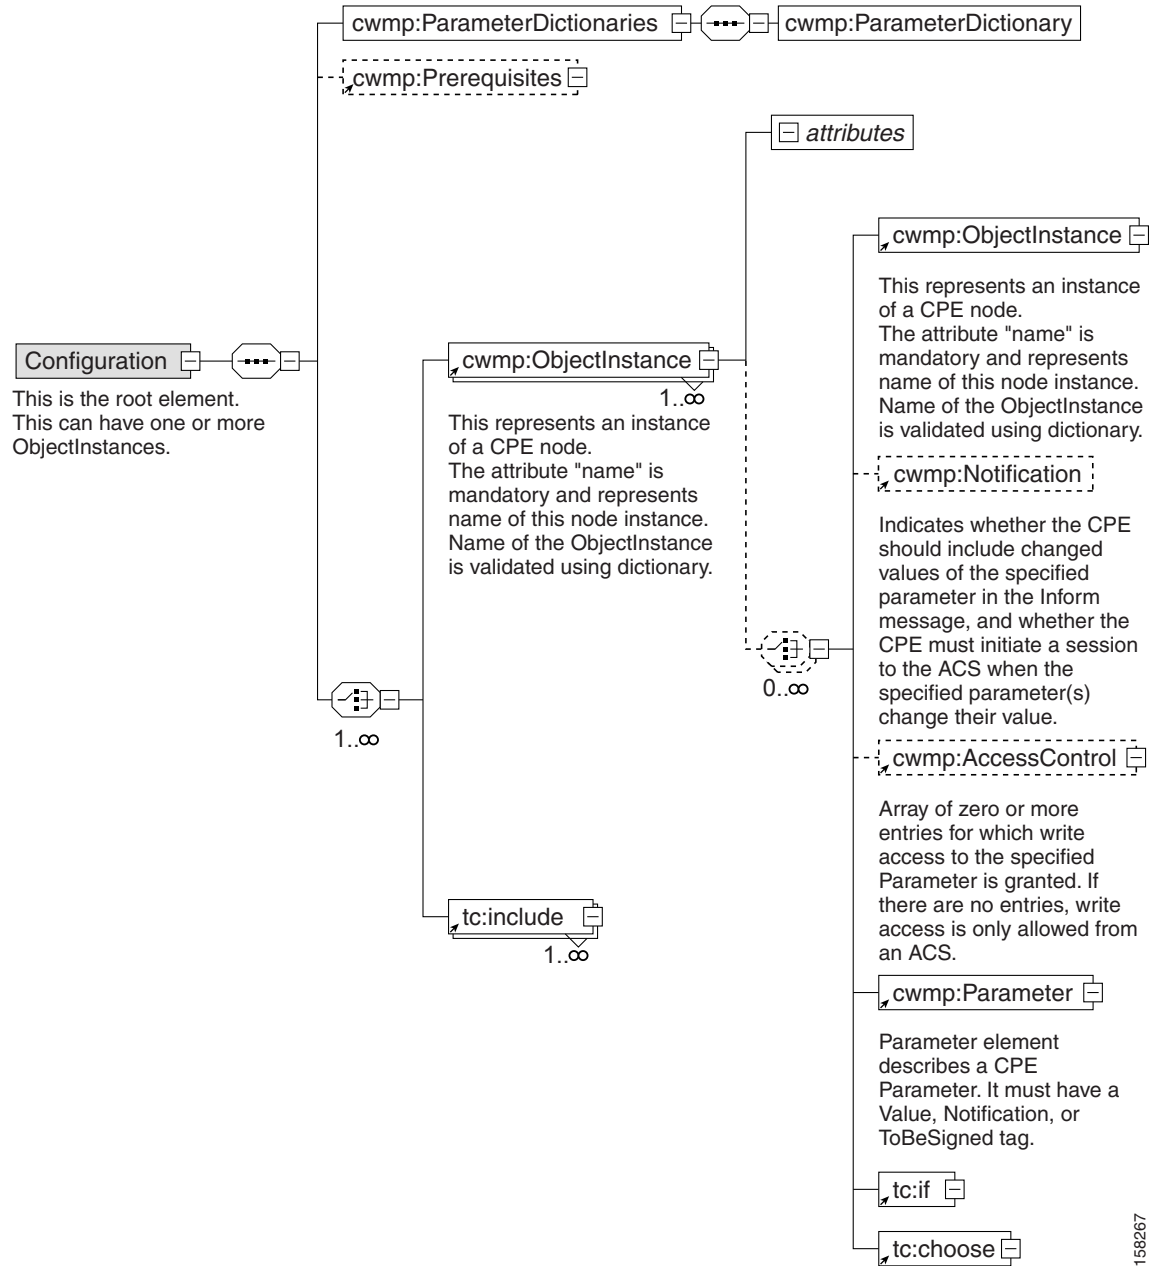 cwmp:ParameterDictionaries
cwmp:ParameterDictionary
cwmp:Prerequisites
attributes
cwmp:ObjectInstance
This represents an instance
of a CPE node.
The attribute "name" is
mandatory and represents
name of this node instance.
Name of the ObjectInstance
is validated using dictionary.
Configuration
This is the root element.
This can have one or more
ObjectInstances.
cwmp:ObjectInstance
1..∞
This represents an instance
of a CPE node.
The attribute "name" is
mandatory and represents
name of this node instance.
Name of the ObjectInstance
is validated using dictionary.
cwmp:Notification
Indicates whether the CPE
should include changed
values of the specified
parameter in the Inform
message, and whether the
CPE must initiate a session
to the ACS when the
specified parameter(s)
change their value.
0..∞
1..∞
cwmp:AccessControl
Array of zero or more
entries for which write
access to the specified
Parameter is granted. If
there are no entries, write
access is only allowed from
an ACS.
tc:include
1..∞
cwmp:Parameter
Parameter element
describes a CPE
Parameter. It must have a
Value, Notification, or
ToBeSigned tag.
tc:if
tc:choose
158267